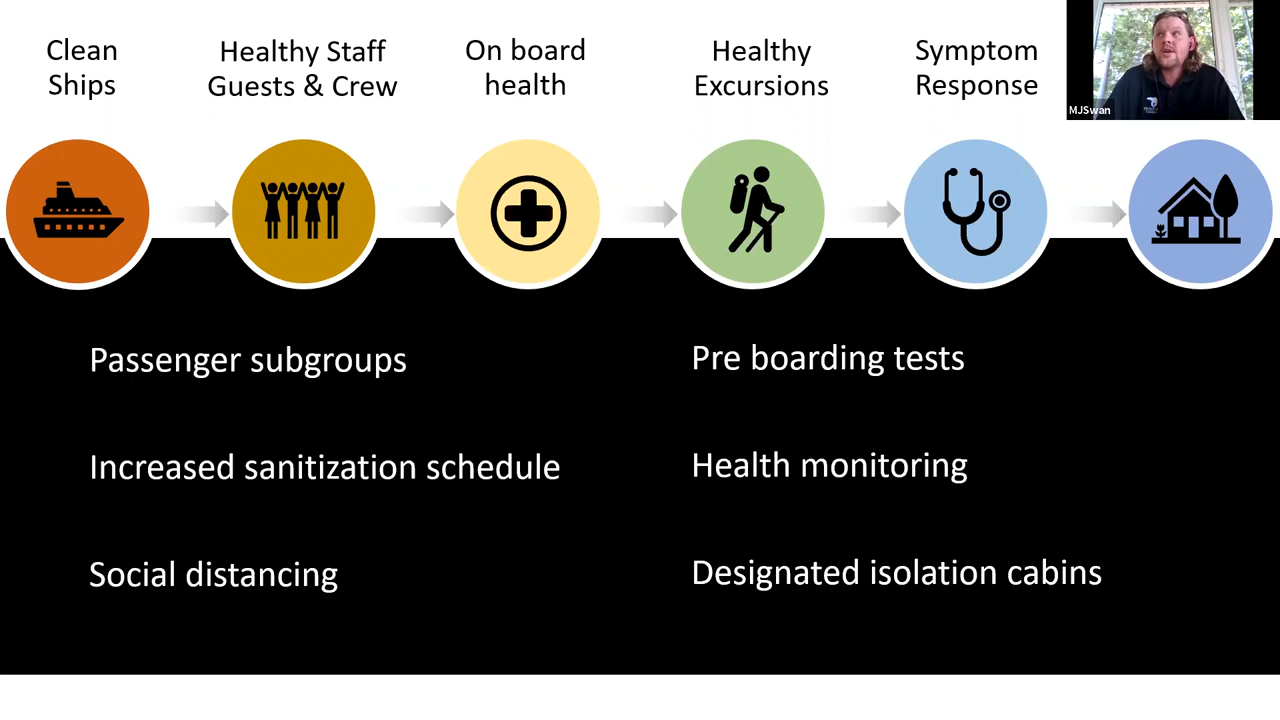 Clean
Ships
Healthy Staff
Guests & Crew
On board
health
Healthy
Excursions
Symptom
Response
MJSwan
Passenger subgroups
Pre boarding tests
Increased sanitization schedule
Health monitoring
Social distancing
Designated isolation cabins